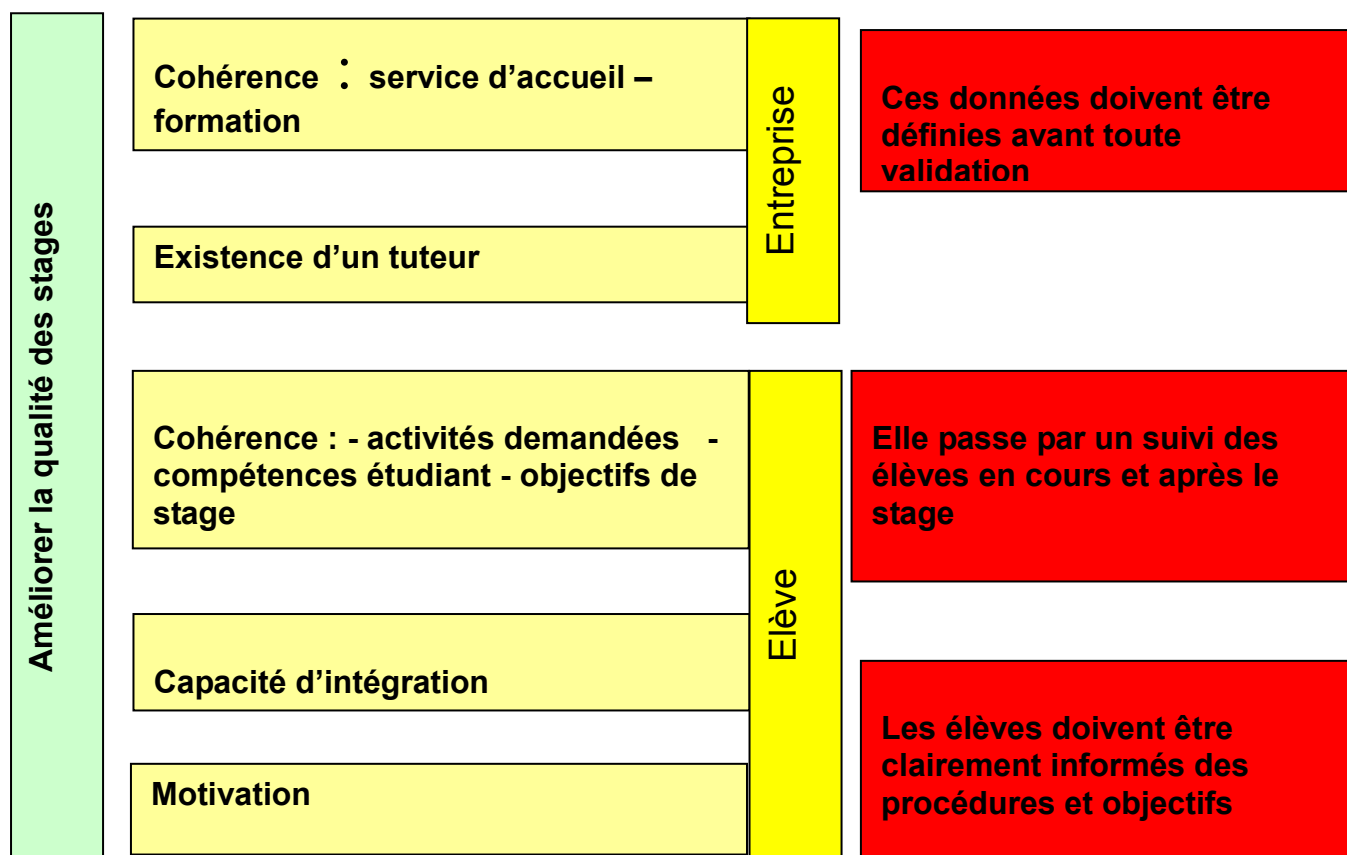 Améliorer la qualité des stages
Cohérence : service d’accueil –
formation
Existence d’un tuteur
Entreprise
Ces données doivent être
définies avant toute
validation
Cohérence : - activités demandées -
compétences étudiant - objectifs de
stage
Capacité d’intégration
Motivation
Elève
Elle passe par un suivi des
élèves en cours et après le
stage
Les élèves doivent être
clairement informés des
procédures et objectifs